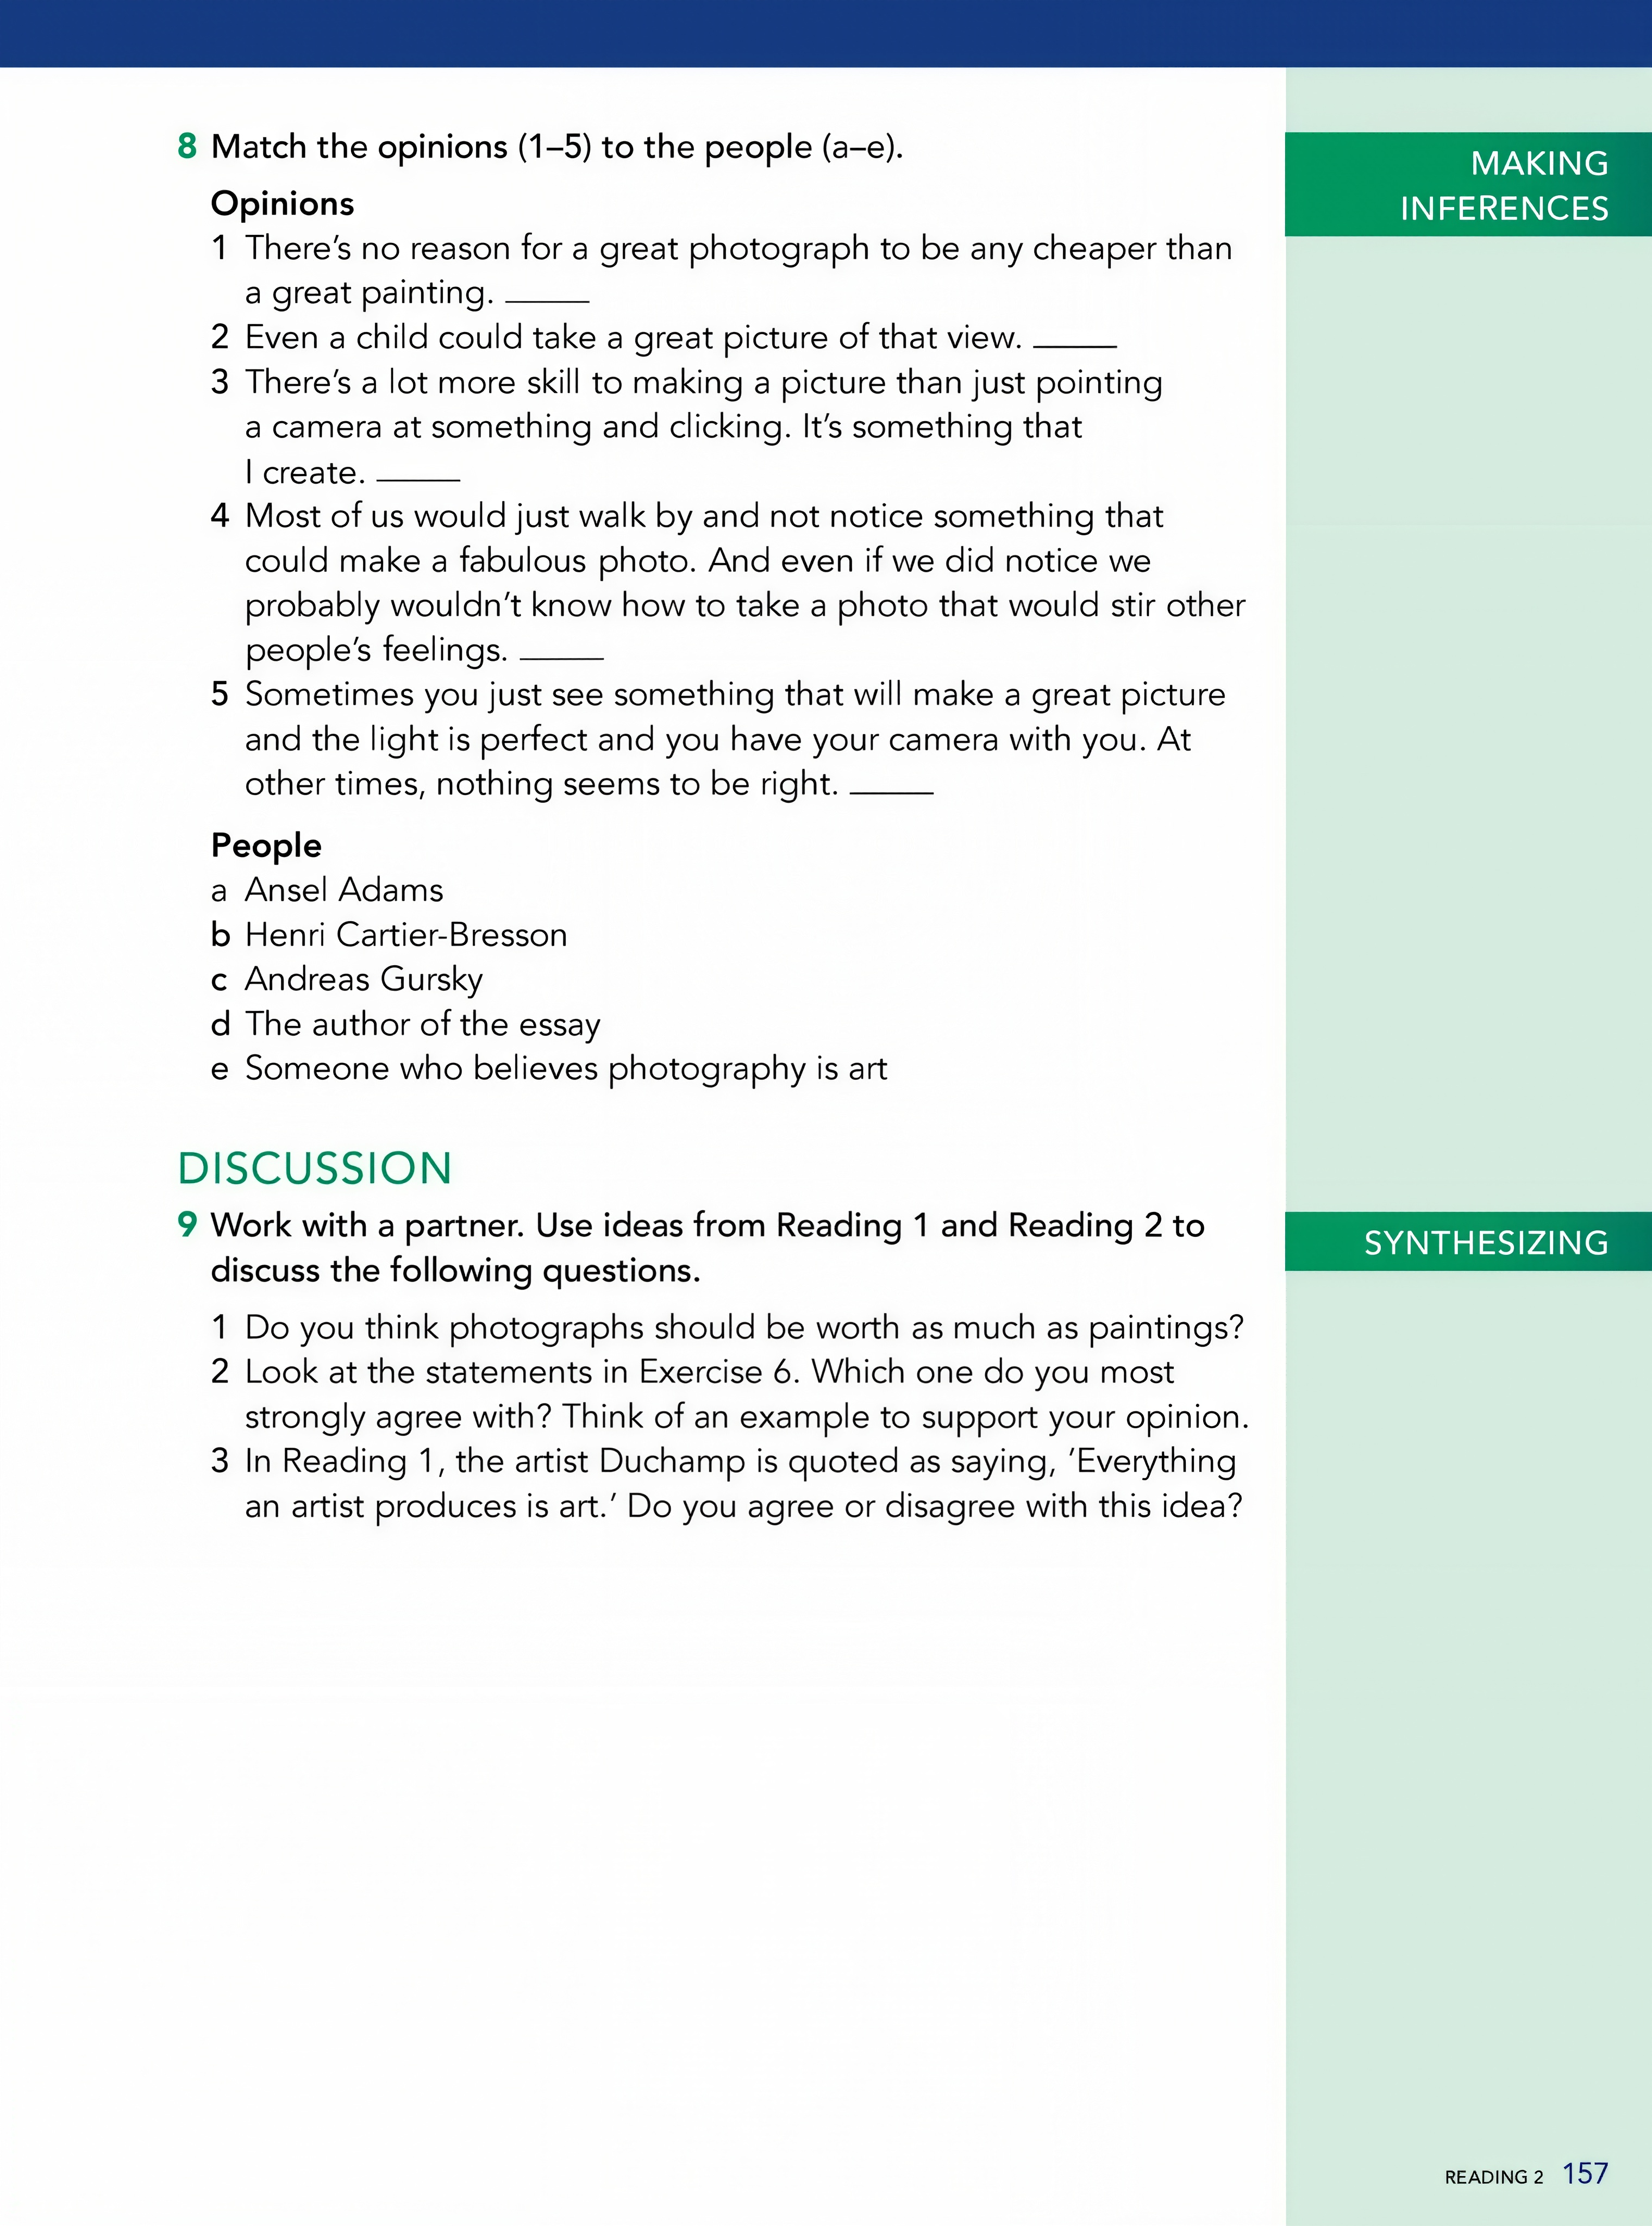 8 Match the opinions (1–5) to the people (a–e).
MAKING
INFERENCES
Opinions
1 There's no reason for a great photograph to be any cheaper than
a great painting. _____
2 Even a child could take a great picture of that view. _____
3 There's a lot more skill to making a picture than just pointing
a camera at something and clicking. It's something that
I create. _____
4 Most of us would just walk by and not notice something that
could make a fabulous photo. And even if we did notice we
probably wouldn't know how to take a photo that would stir other
people's feelings. _____
5 Sometimes you just see something that will make a great picture
and the light is perfect and you have your camera with you. At
other times, nothing seems to be right. _____
People
a Ansel Adams
b Henri Cartier-Bresson
c Andreas Gursky
d The author of the essay
e Someone who believes photography is art
DISCUSSION
9 Work with a partner. Use ideas from Reading 1 and Reading 2 to
discuss the following questions.
SYNTHESIZING
1 Do you think photographs should be worth as much as paintings?
2 Look at the statements in Exercise 6. Which one do you most
strongly agree with? Think of an example to support your opinion.
3 In Reading 1, the artist Duchamp is quoted as saying, 'Everything
an artist produces is art.' Do you agree or disagree with this idea?
READING 2 157